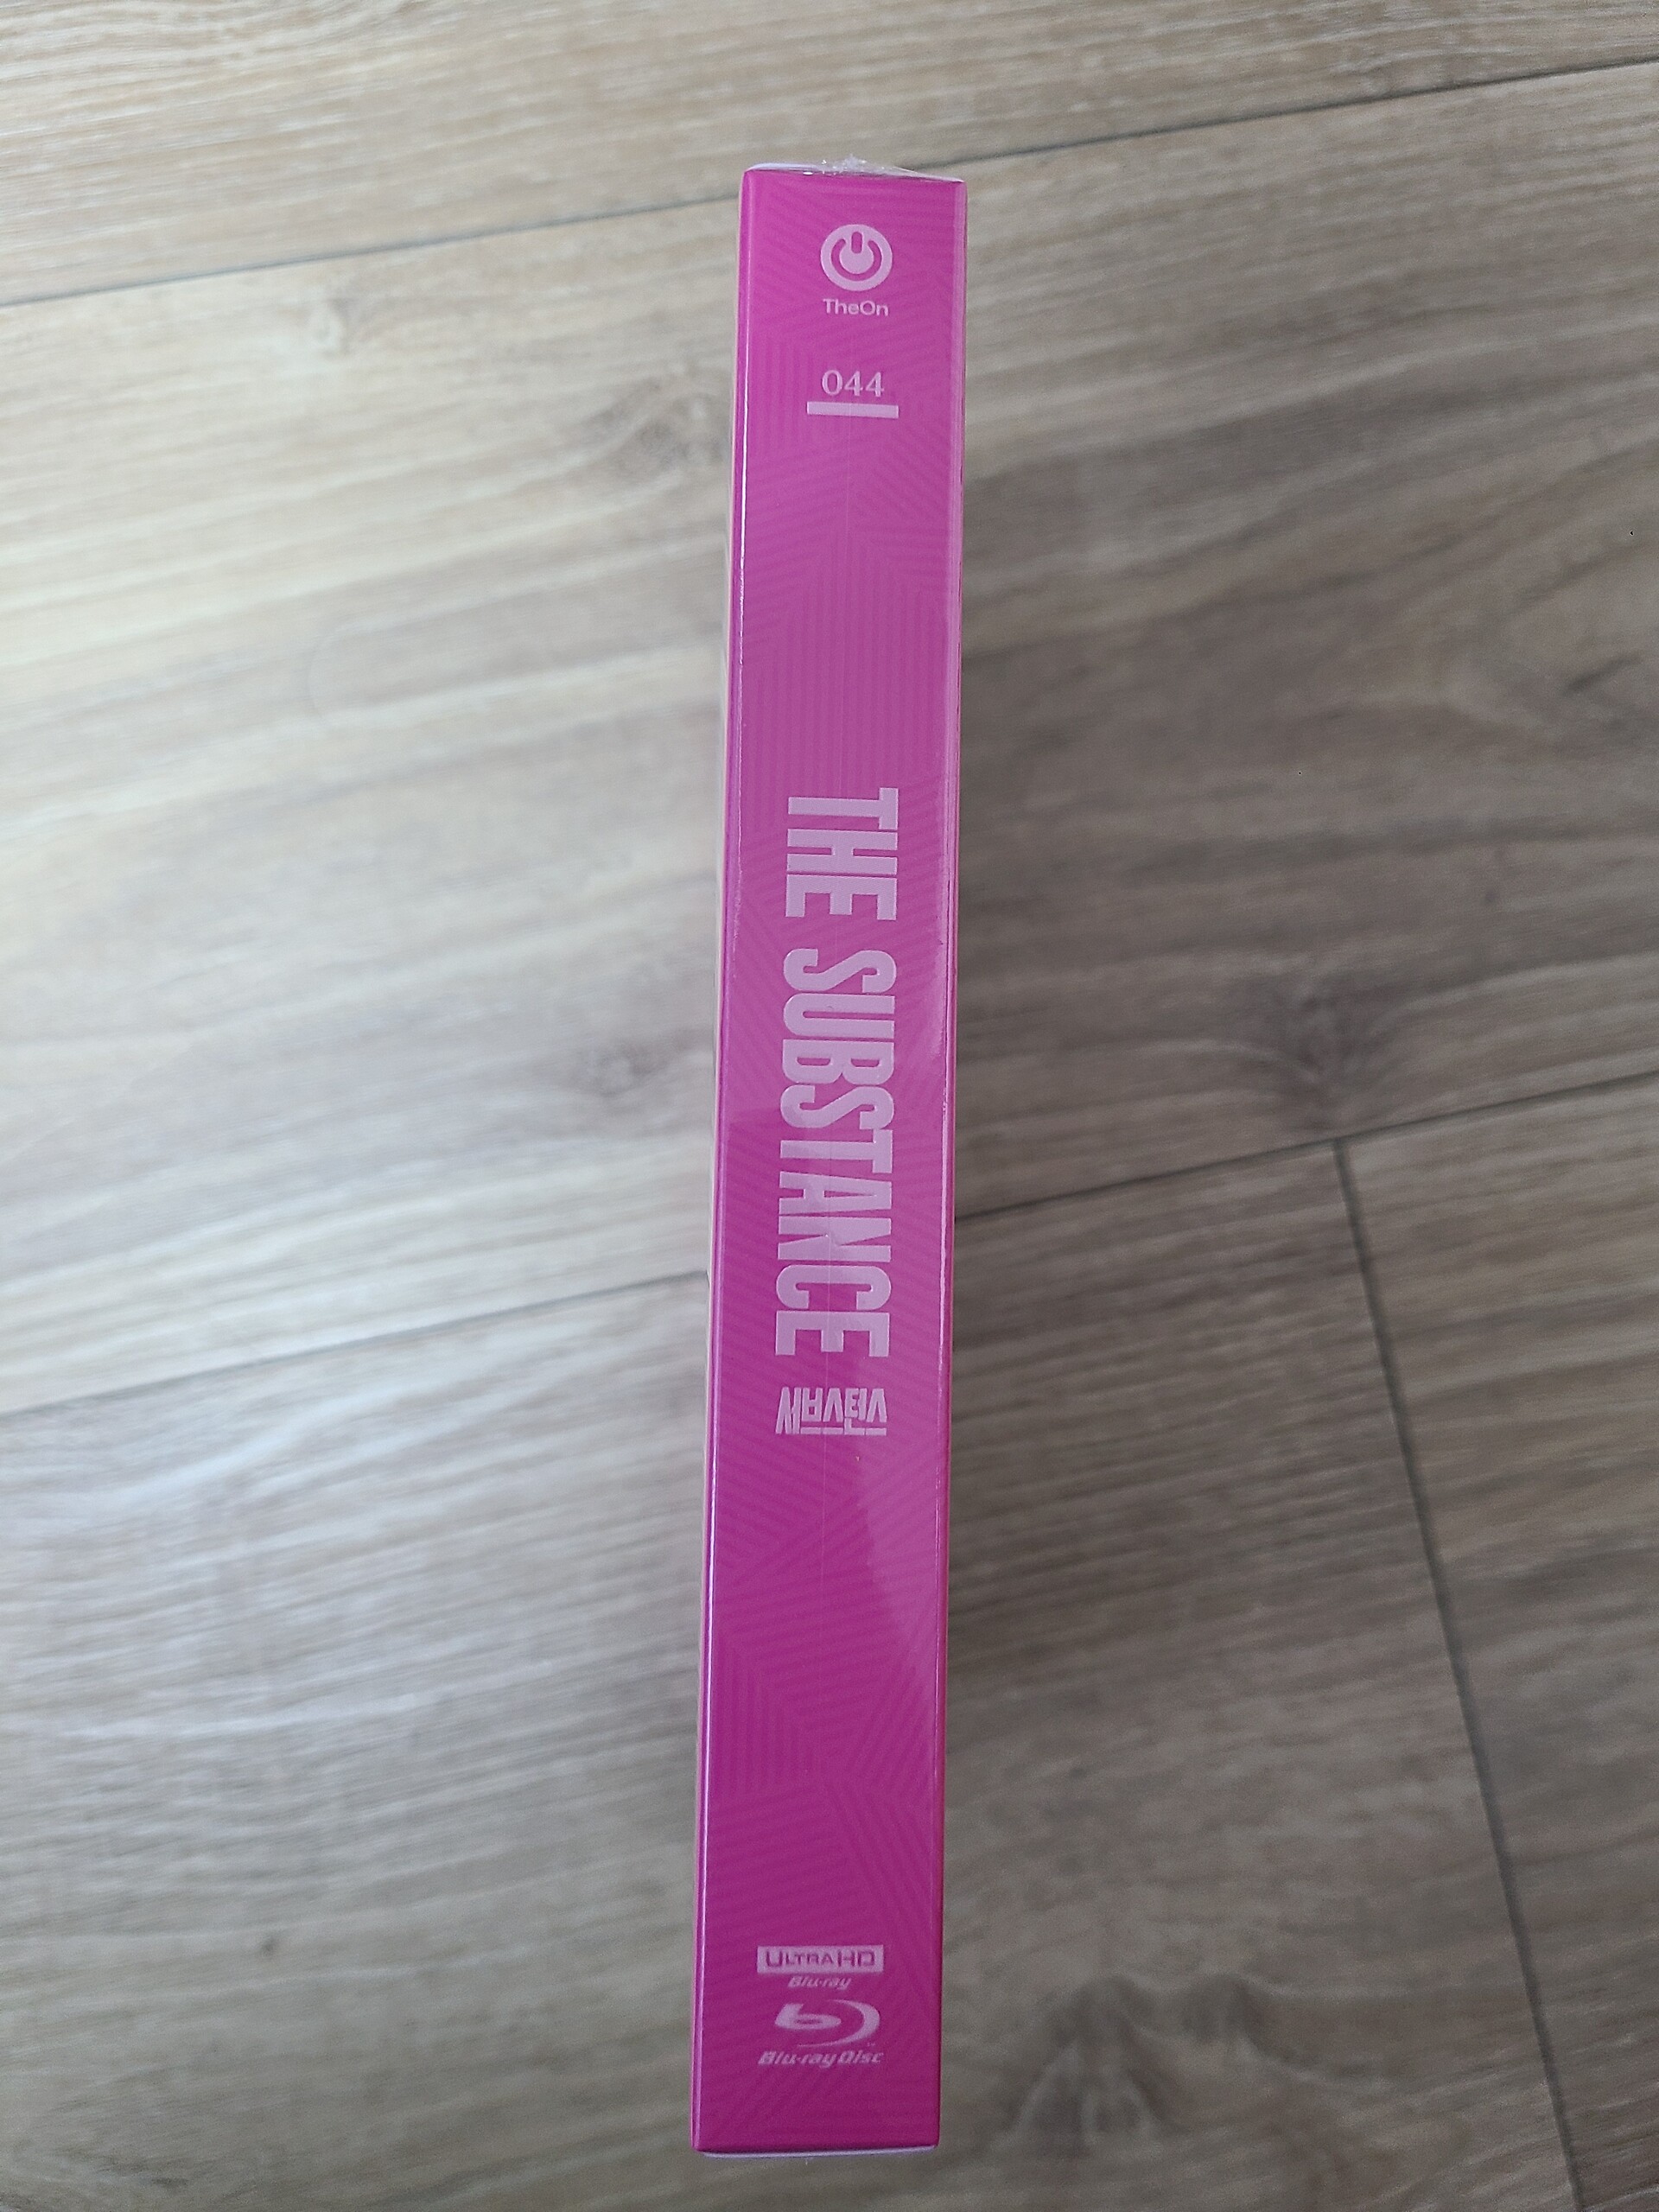 TheOn
044
THE SUBSTANCE
서브스턴스
ULTRA HD
Blu-ray
Blu-ray Disc